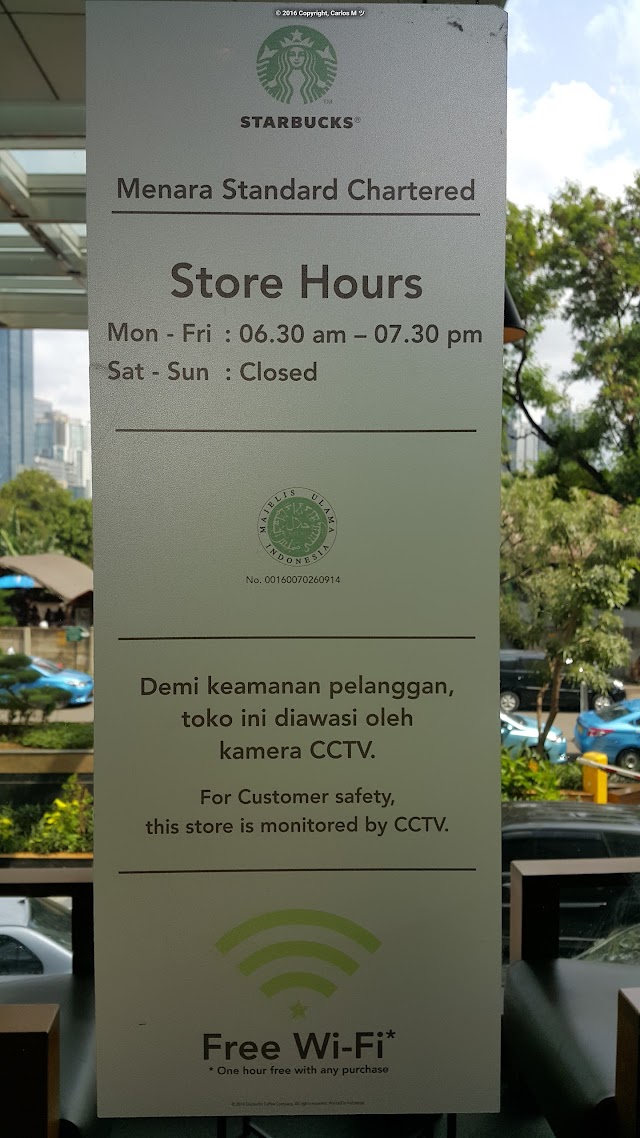 © 2016 Copyright, Carlos M ツ
STARBUCKS®
Menara Standard Chartered
Store Hours
Mon - Fri : 06.30 am – 07.30 pm
Sat - Sun : Closed
MAJELIS ULAMA INDONESIA
حلال
No. 00160070260914
Demi keamanan pelanggan,
toko ini diawasi oleh
kamera CCTV.
For Customer safety,
this store is monitored by CCTV.
Free Wi-Fi*
* One hour free with any purchase